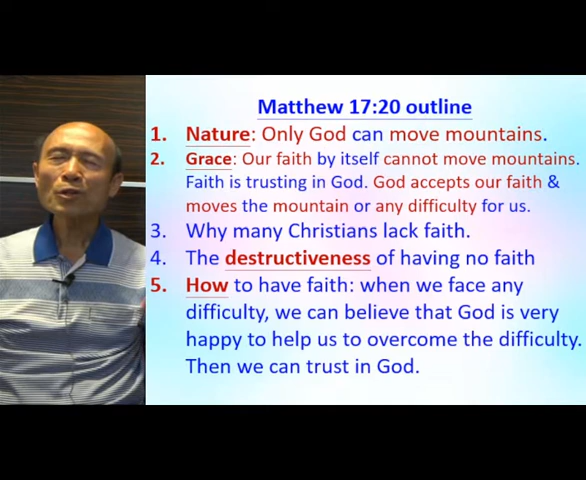 Matthew 17:20 outline
1. Nature: Only God can move mountains.
2. Grace: Our faith by itself cannot move mountains.
Faith is trusting in God. God accepts our faith &
moves the mountain or any difficulty for us.
3. Why many Christians lack faith.
4. The destructiveness of having no faith
5. How to have faith: when we face any
difficulty, we can believe that God is very
happy to help us to overcome the difficulty.
Then we can trust in God.